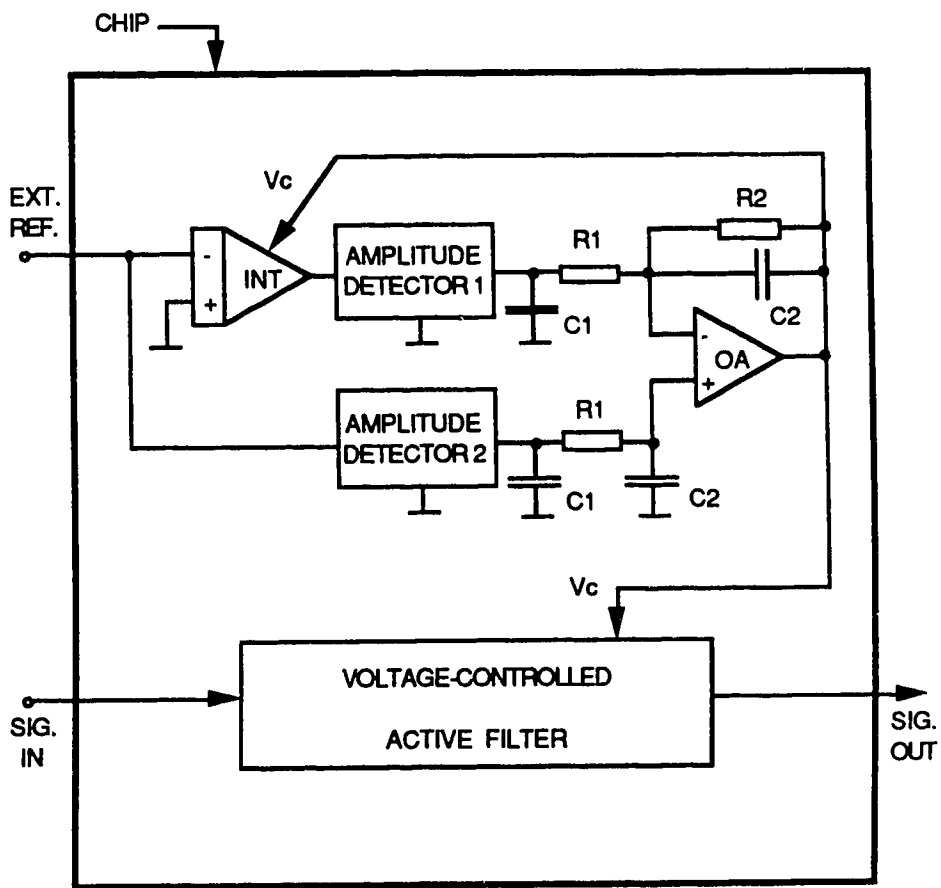 CHIP
Vc
R2
EXT.
REF.
-
+
INT
AMPLITUDE
DETECTOR 1
R1
C1
C2
-
+
OA
AMPLITUDE
DETECTOR 2
R1
C1
C2
Vc
VOLTAGE-CONTROLLED
ACTIVE FILTER
SIG.
IN
SIG.
OUT